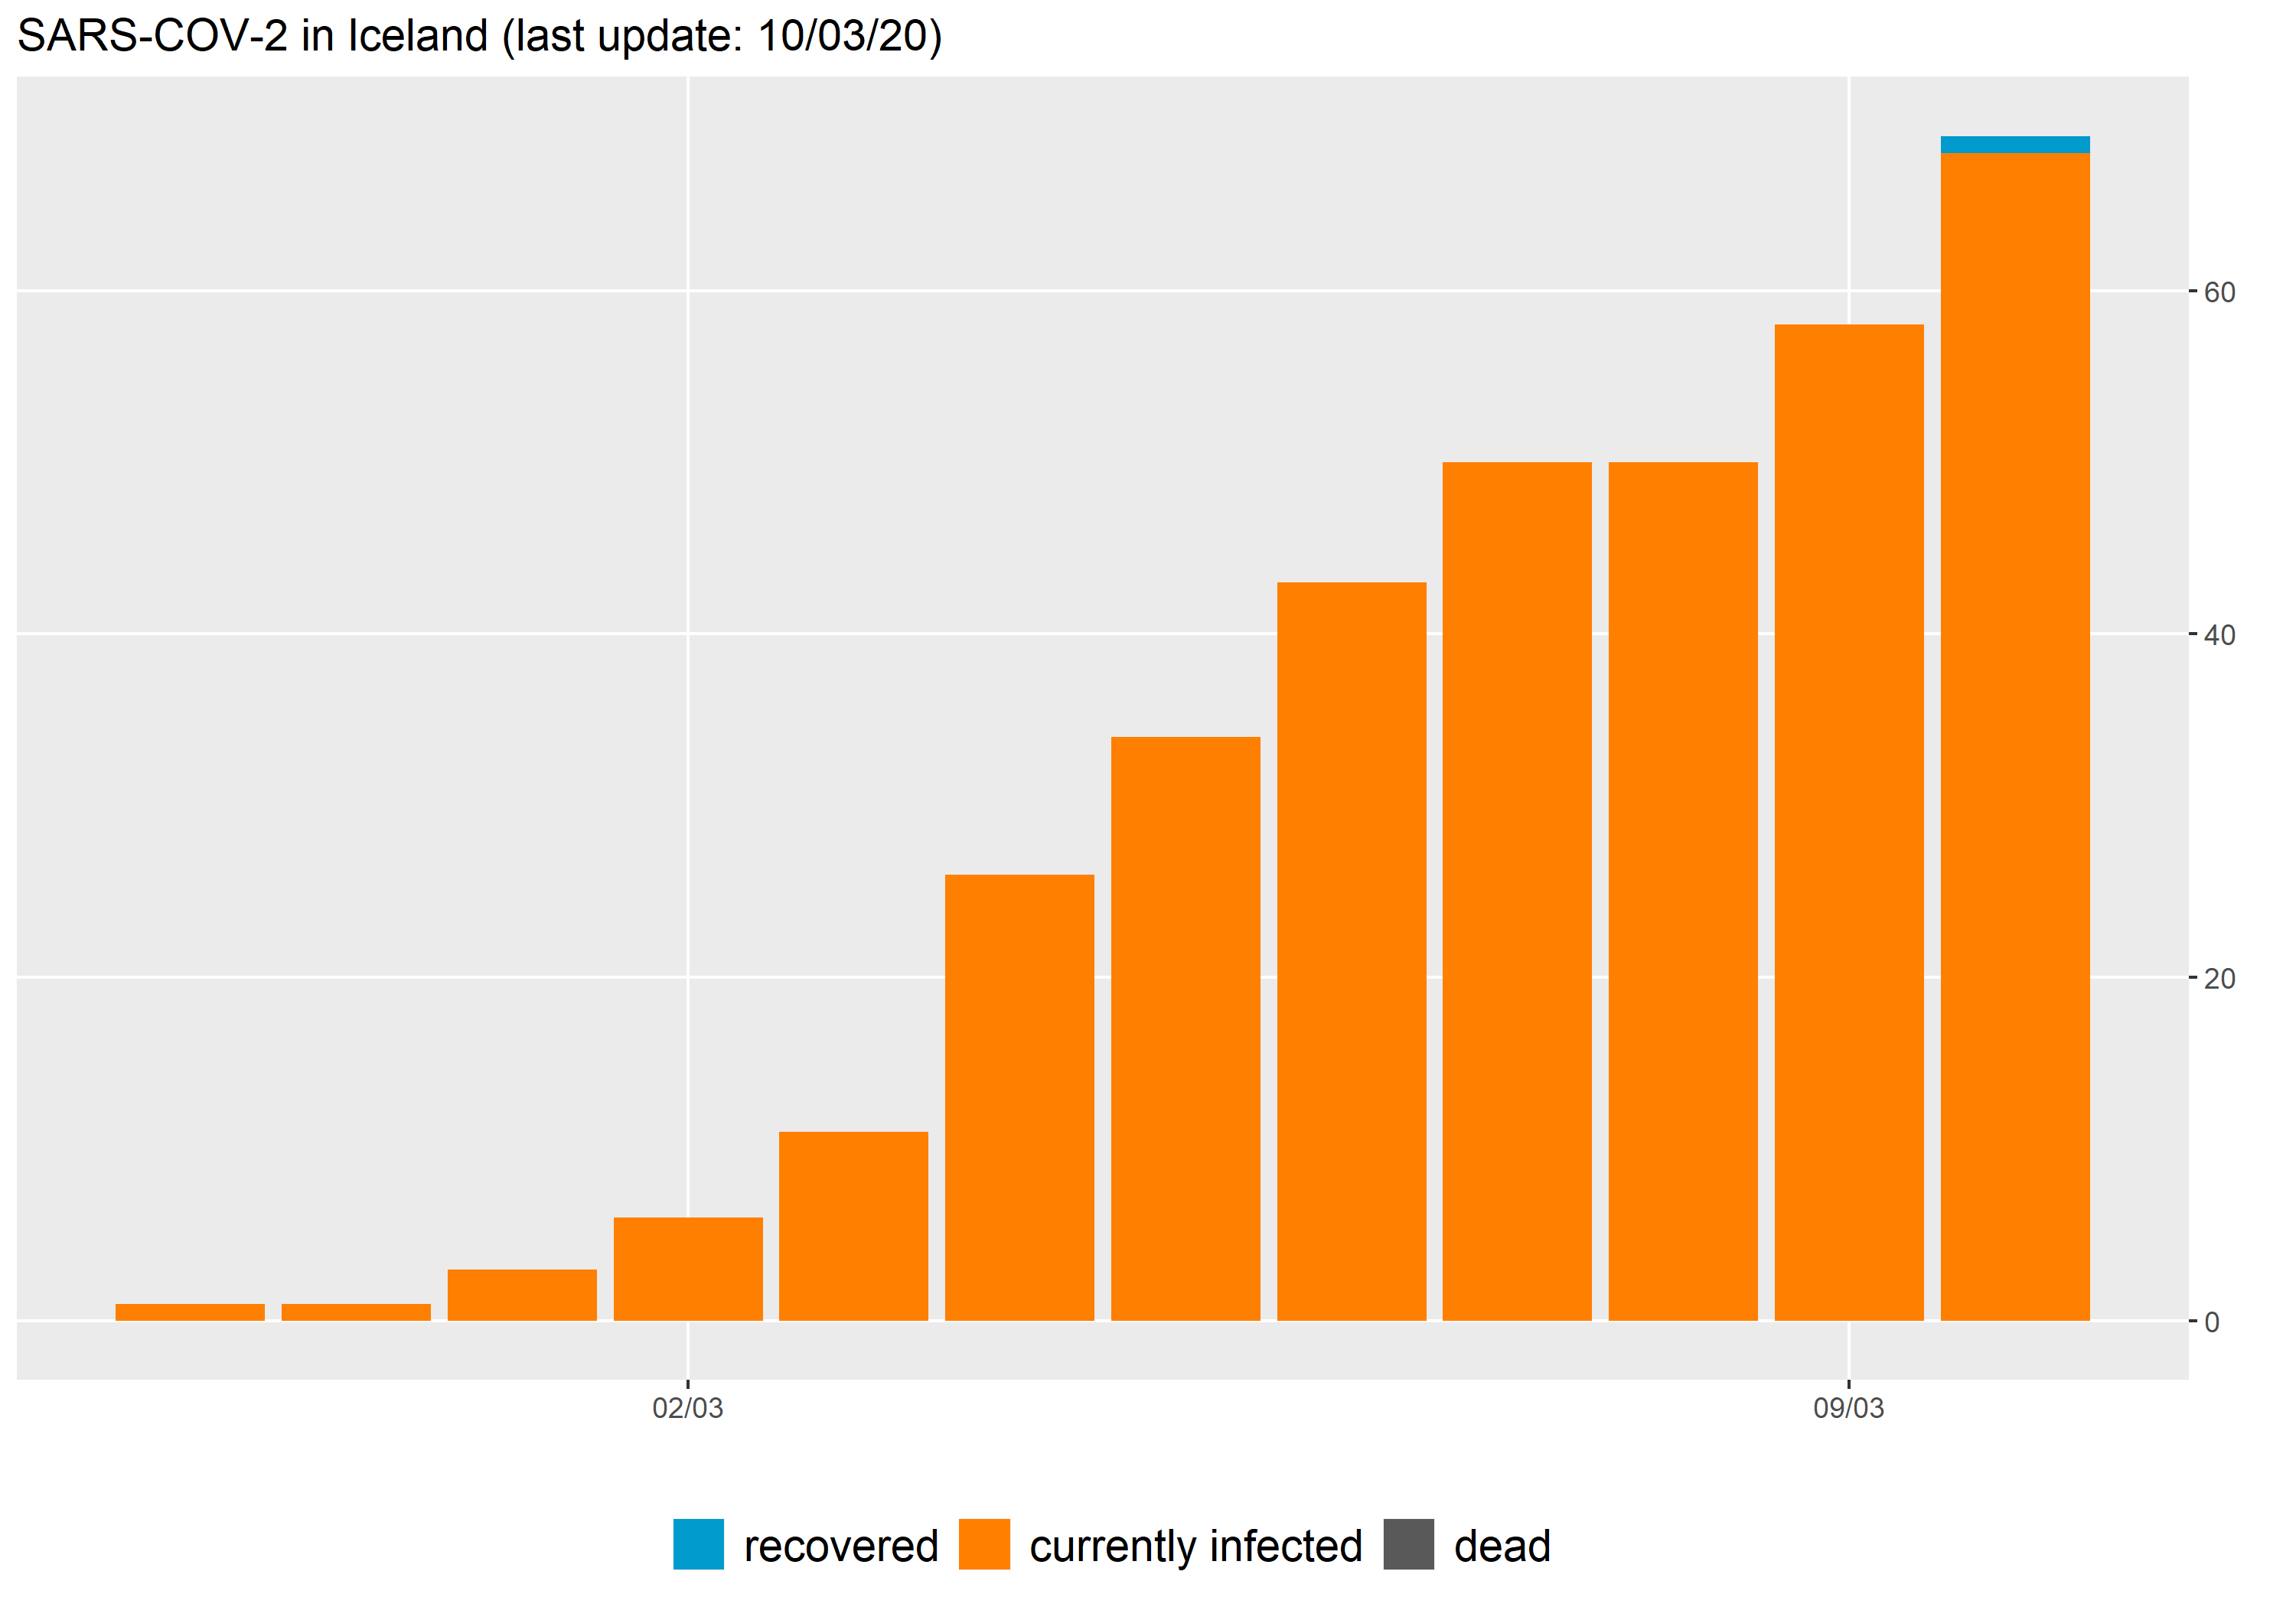 SARS-COV-2 in Iceland (last update: 10/03/20)
60
40
20
0
02/03 09/03
recovered currently infected dead